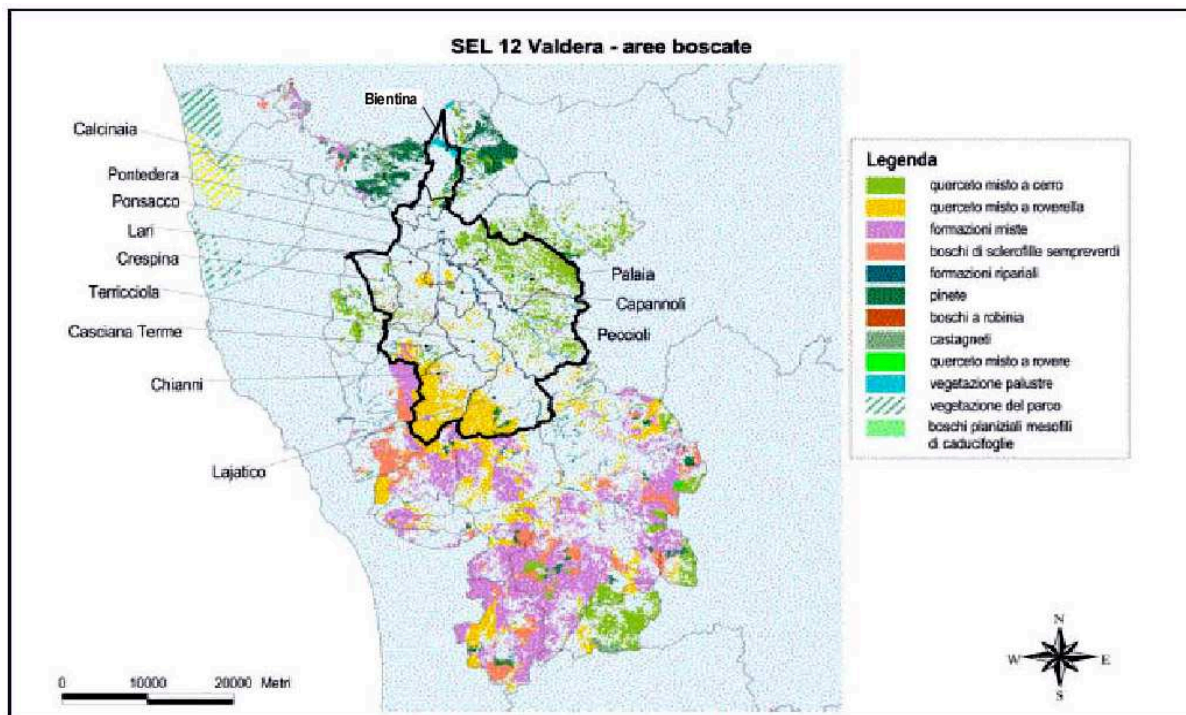 SEL 12 Valdera - aree boscate
Bientina
Calcinaia
Pontedera
Ponsacco
Lari
Crespina
Terricciola
Casciana Terme
Chianni
Lajatico
Palaia
Capannoli
Peccioli
Legenda
querceto misto a cerro
querceto misto a roverella
formazioni miste
boschi di sclerofille sempreverdi
formazioni ripariali
pinete
boschi a robinia
castagneti
querceto misto a rovere
vegetazione palustre
vegetazione del parco
boschi planiziali mesofili
di caducifoglie
N
W E
S
0 10000 20000 Metri